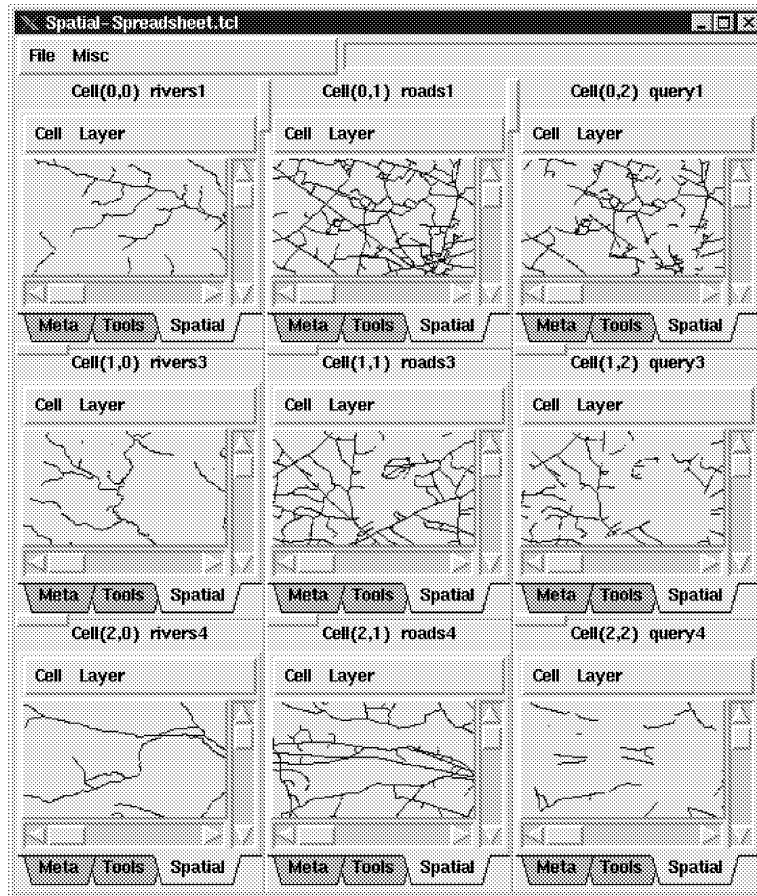 Spatial-Spreadsheet.tcl
File Misc
Cell(0,0) rivers1 Cell(0,1) roads1 Cell(0,2) query1
Cell Layer Cell Layer Cell Layer
Meta Tools Spatial Meta Tools Spatial Meta Tools Spatial
Cell(1,0) rivers3 Cell(1,1) roads3 Cell(1,2) query3
Cell Layer Cell Layer Cell Layer
Meta Tools Spatial Meta Tools Spatial Meta Tools Spatial
Cell(2,0) rivers4 Cell(2,1) roads4 Cell(2,2) query4
Cell Layer Cell Layer Cell Layer
Meta Tools Spatial Meta Tools Spatial Meta Tools Spatial